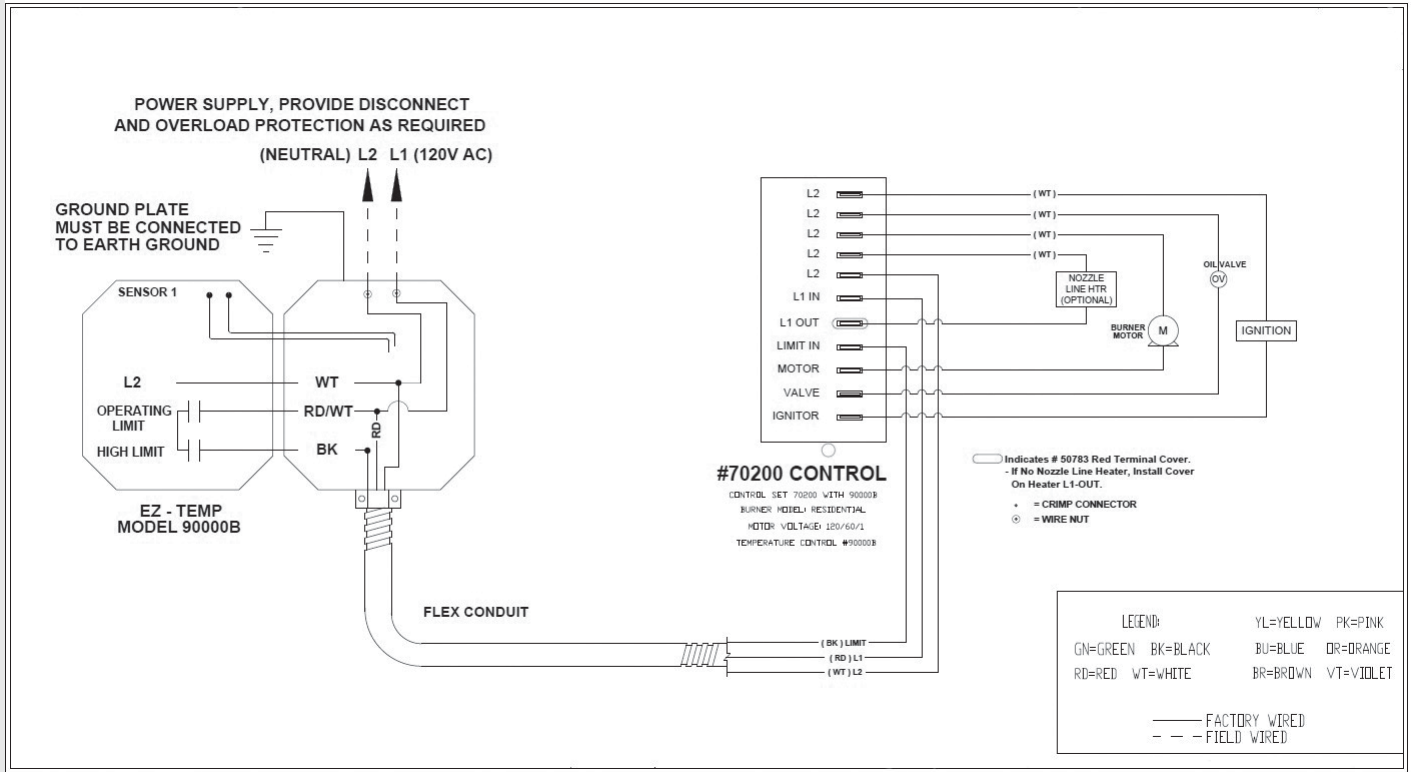 POWER SUPPLY, PROVIDE DISCONNECT
AND OVERLOAD PROTECTION AS REQUIRED
(NEUTRAL) L2 L1 (120V AC)
GROUND PLATE
MUST BE CONNECTED
TO EARTH GROUND
SENSOR 1
L2
WT
OPERATING
LIMIT
RD/WT
RD
HIGH LIMIT
BK
EZ - TEMP
MODEL 90000B
FLEX CONDUIT
( BK ) LIMIT
( RD ) L1
( WT ) L2
L2
L2
L2
L2
L2
L1 IN
L1 OUT
LIMIT IN
MOTOR
VALVE
IGNITOR
( WT )
( WT )
( WT )
( WT )
NOZZLE
LINE HTR
(OPTIONAL)
OIL VALVE
OV
BURNER
MOTOR
M
IGNITION
#70200 CONTROL
CONTROL SET 70200 WITH 90000B
BURNER MODEL: RESIDENTIAL
MOTOR VOLTAGE: 120/60/1
TEMPERATURE CONTROL #90000B
Indicates # 50783 Red Terminal Cover.
- If No Nozzle Line Heater, Install Cover
On Heater L1-OUT.
= CRIMP CONNECTOR
= WIRE NUT
LEGEND:
YL=YELLOW PK=PINK
GN=GREEN BK=BLACK
BU=BLUE OR=ORANGE
RD=RED WT=WHITE
BR=BROWN VT=VIOLET
FACTORY WIRED
FIELD WIRED